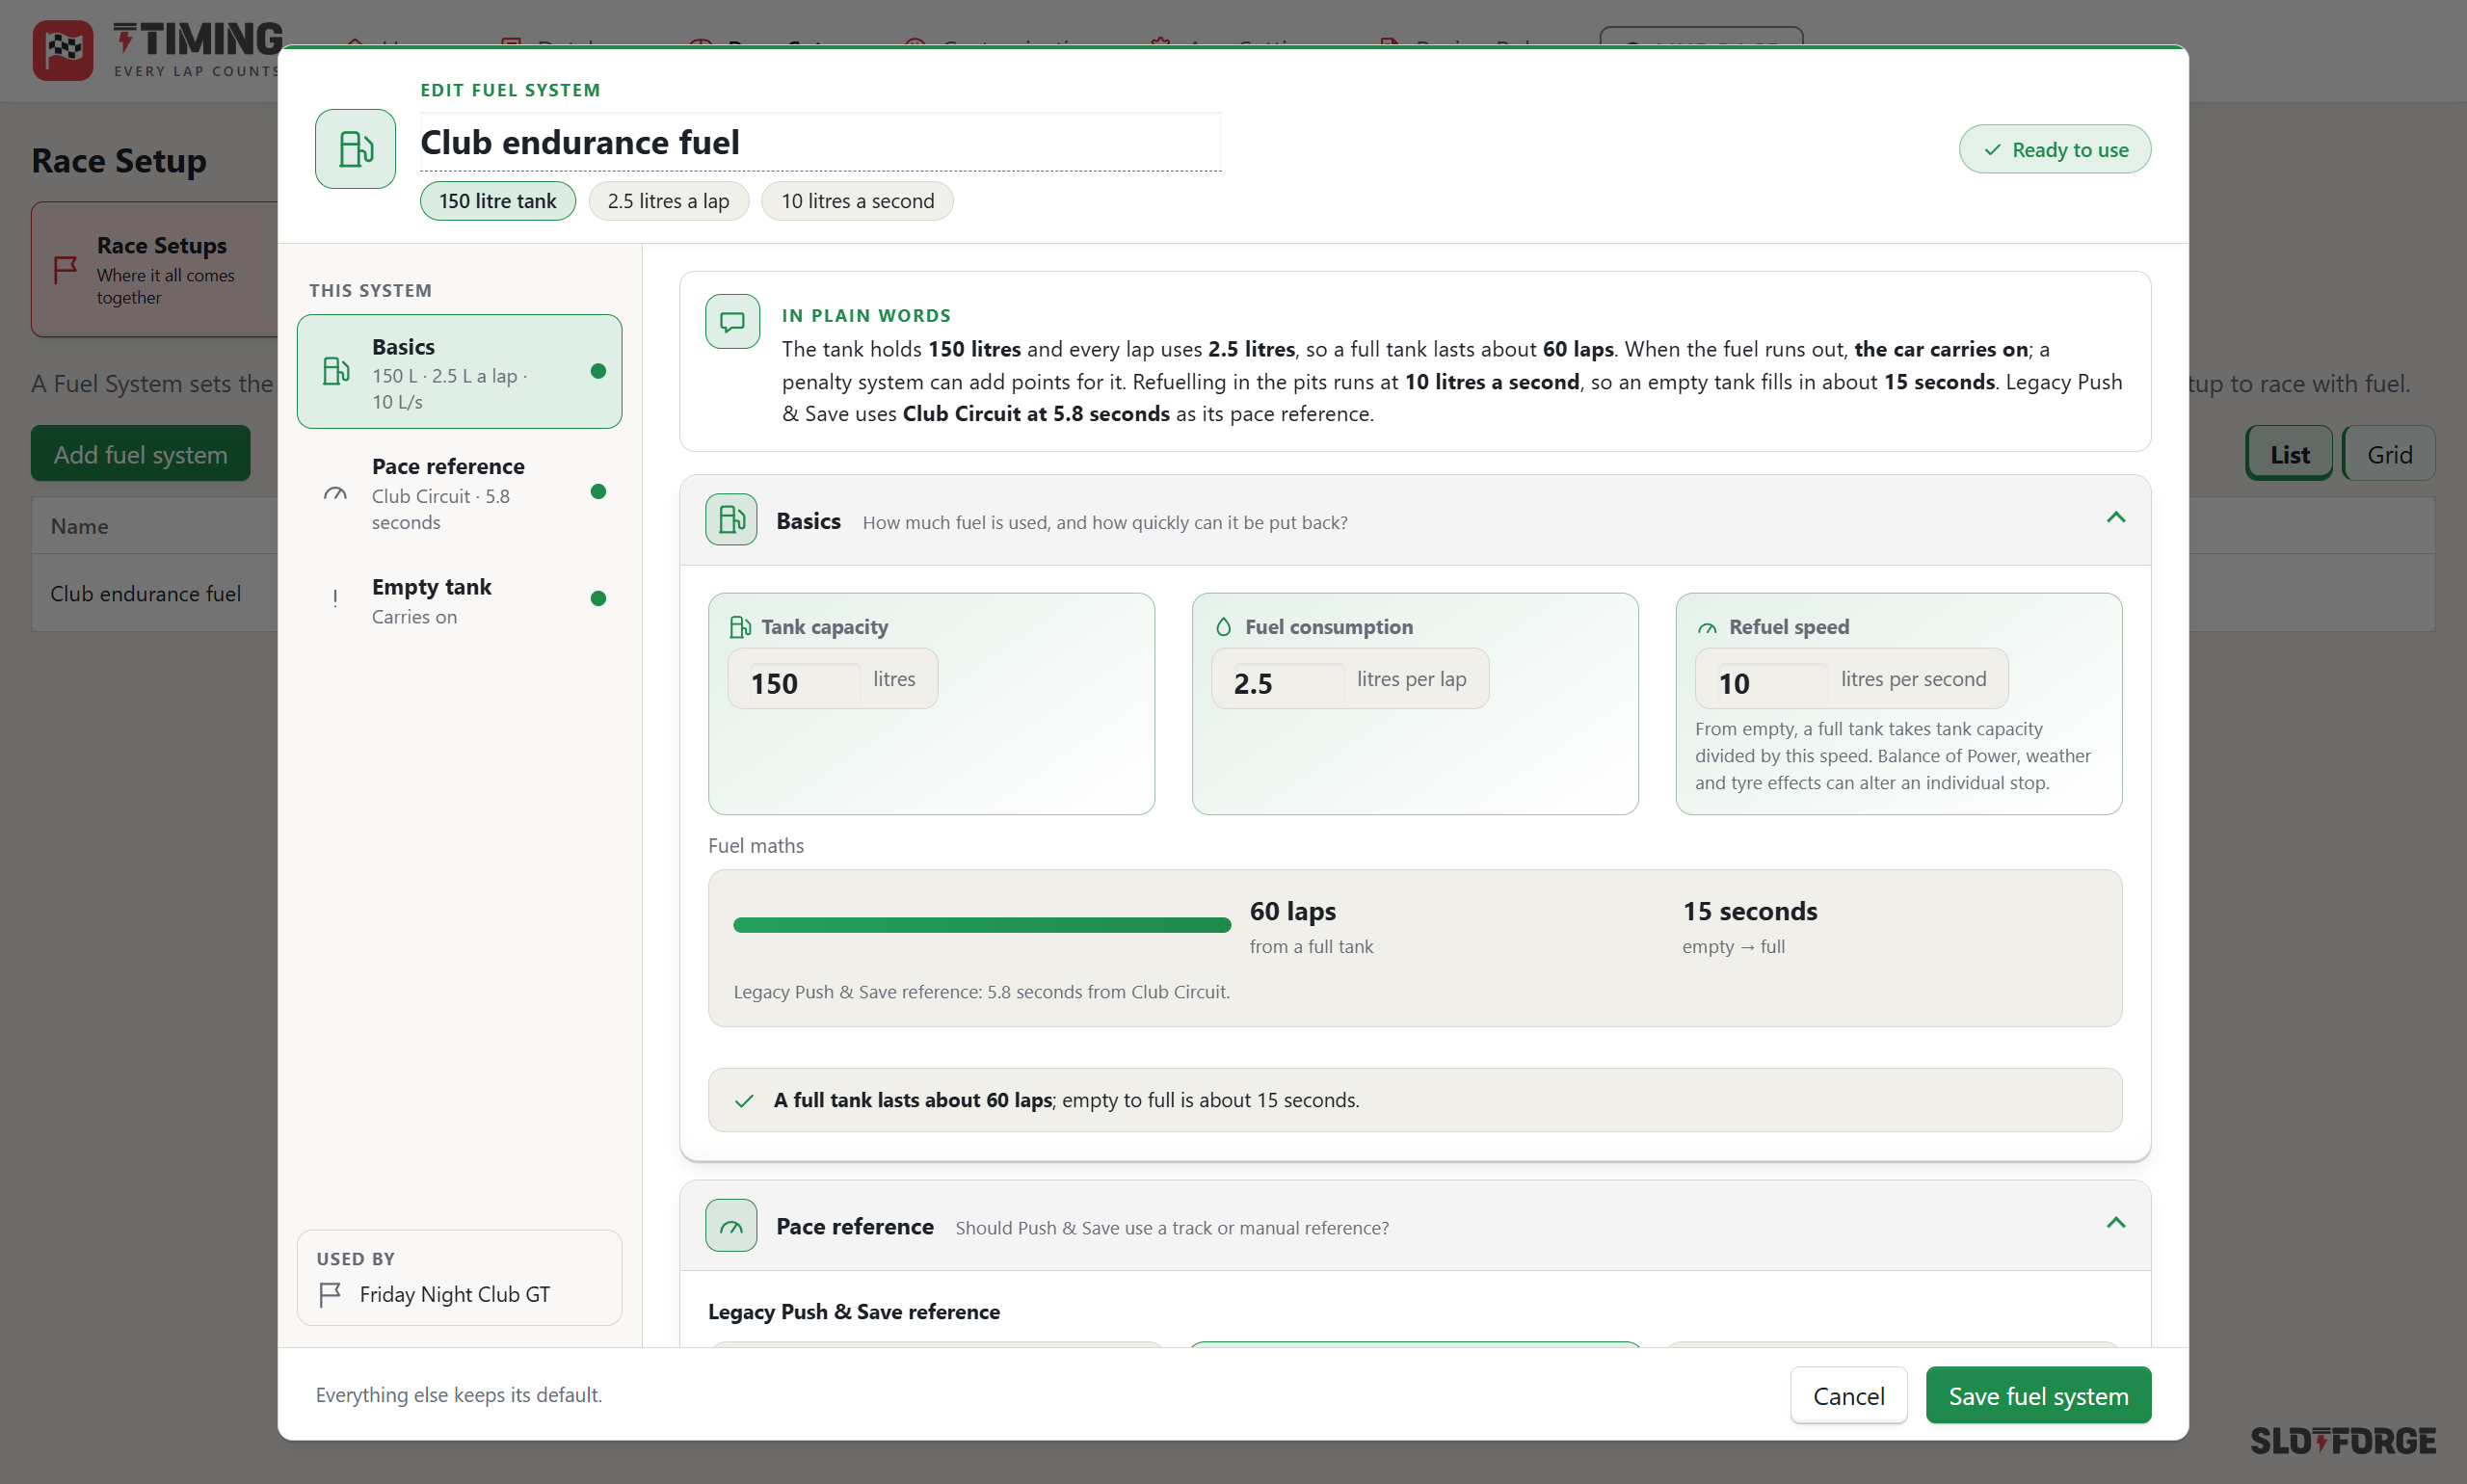 TIMING
EVERY LAP COUNTS
Race Setup
Race Setups
Where it all comes
together
A Fuel System sets the
tup to race with fuel.
Add fuel system
List
Grid
Name
Club endurance fuel
EDIT FUEL SYSTEM
Club endurance fuel
150 litre tank
2.5 litres a lap
10 litres a second
Ready to use
THIS SYSTEM
Basics
150 L · 2.5 L a lap ·
10 L/s
Pace reference
Club Circuit · 5.8
seconds
Empty tank
Carries on
USED BY
Friday Night Club GT
IN PLAIN WORDS
The tank holds 150 litres and every lap uses 2.5 litres, so a full tank lasts about 60 laps. When the fuel runs out, the car carries on; a
penalty system can add points for it. Refuelling in the pits runs at 10 litres a second, so an empty tank fills in about 15 seconds. Legacy Push
& Save uses Club Circuit at 5.8 seconds as its pace reference.
Basics How much fuel is used, and how quickly can it be put back?
Tank capacity
150 litres
Fuel consumption
2.5 litres per lap
Refuel speed
10 litres per second
From empty, a full tank takes tank capacity
divided by this speed. Balance of Power, weather
and tyre effects can alter an individual stop.
Fuel maths
60 laps
from a full tank
15 seconds
empty → full
Legacy Push & Save reference: 5.8 seconds from Club Circuit.
A full tank lasts about 60 laps; empty to full is about 15 seconds.
Pace reference Should Push & Save use a track or manual reference?
Legacy Push & Save reference
Everything else keeps its default.
Cancel
Save fuel system
SLOTFORGE